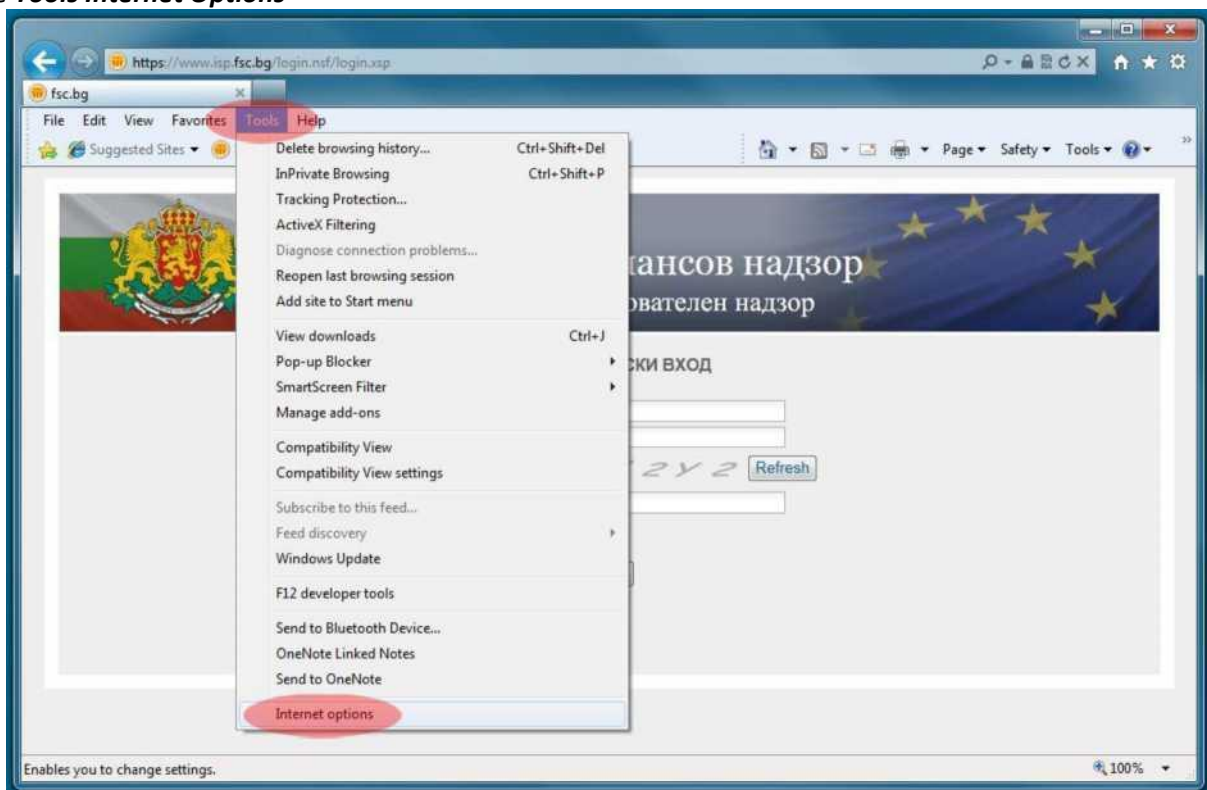 Tools Internet Options
https://www.isp.fsc.bg/login.nsf/login.xsp
fsc.bg
File Edit View Favorites Tools Help
Suggested Sites
Page Safety Tools
Delete browsing history... Ctrl+Shift+Del
InPrivate Browsing Ctrl+Shift+P
Tracking Protection...
ActiveX Filtering
Diagnose connection problems...
Reopen last browsing session
Add site to Start menu
View downloads Ctrl+J
Pop-up Blocker
SmartScreen Filter
Manage add-ons
Compatibility View
Compatibility View settings
Subscribe to this feed...
Feed discovery
Windows Update
F12 developer tools
Send to Bluetooth Device...
OneNote Linked Notes
Send to OneNote
Internet options
ансов надзор
ователен надзор
ски вход
2 Y 2 Refresh
Enables you to change settings. 100%